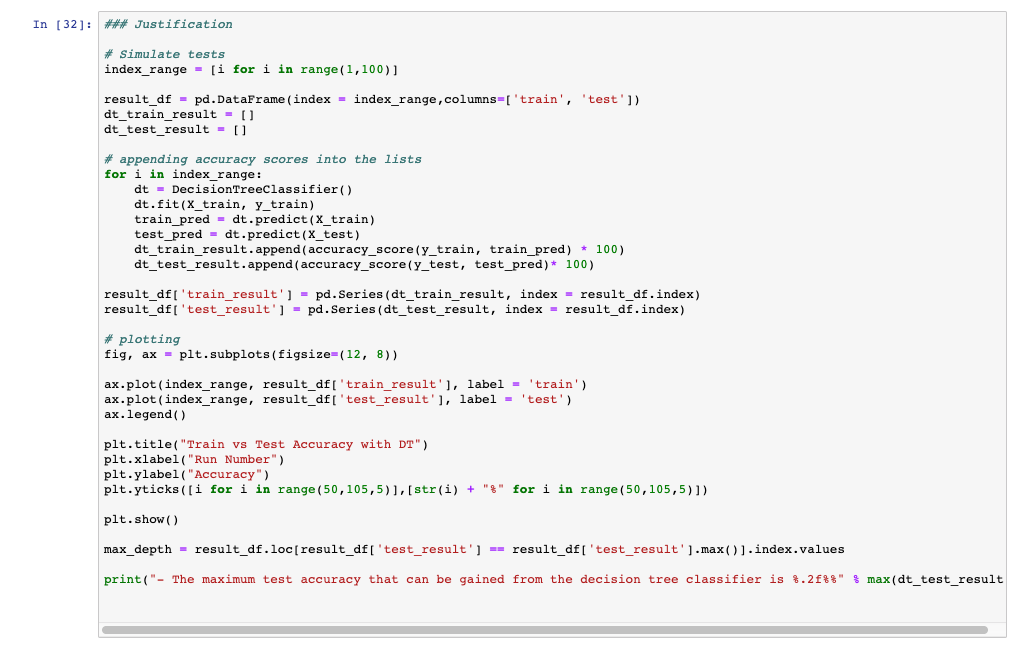 In [32]: ### Justification
# Simulate tests
index_range = [i for i in range(1,100)]
result_df = pd.DataFrame(index = index_range,columns=['train', 'test'])
dt_train_result = []
dt_test_result = []
# appending accuracy scores into the lists
for i in index_range:
    dt = DecisionTreeClassifier()
    dt.fit(X_train, y_train)
    train_pred = dt.predict(X_train)
    test_pred = dt.predict(X_test)
    dt_train_result.append(accuracy_score(y_train, train_pred) * 100)
    dt_test_result.append(accuracy_score(y_test, test_pred)* 100)
result_df['train_result'] = pd.Series(dt_train_result, index = result_df.index)
result_df['test_result'] = pd.Series(dt_test_result, index = result_df.index)
# plotting
fig, ax = plt.subplots(figsize=(12, 8))
ax.plot(index_range, result_df['train_result'], label = 'train')
ax.plot(index_range, result_df['test_result'], label = 'test')
ax.legend()
plt.title("Train vs Test Accuracy with DT")
plt.xlabel("Run Number")
plt.ylabel("Accuracy")
plt.yticks([i for i in range(50,105,5)],[str(i) + "%" for i in range(50,105,5)])
plt.show()
max_depth = result_df.loc[result_df['test_result'] == result_df['test_result'].max()].index.values
print("- The maximum test accuracy that can be gained from the decision tree classifier is %.2f%%" % max(dt_test_result